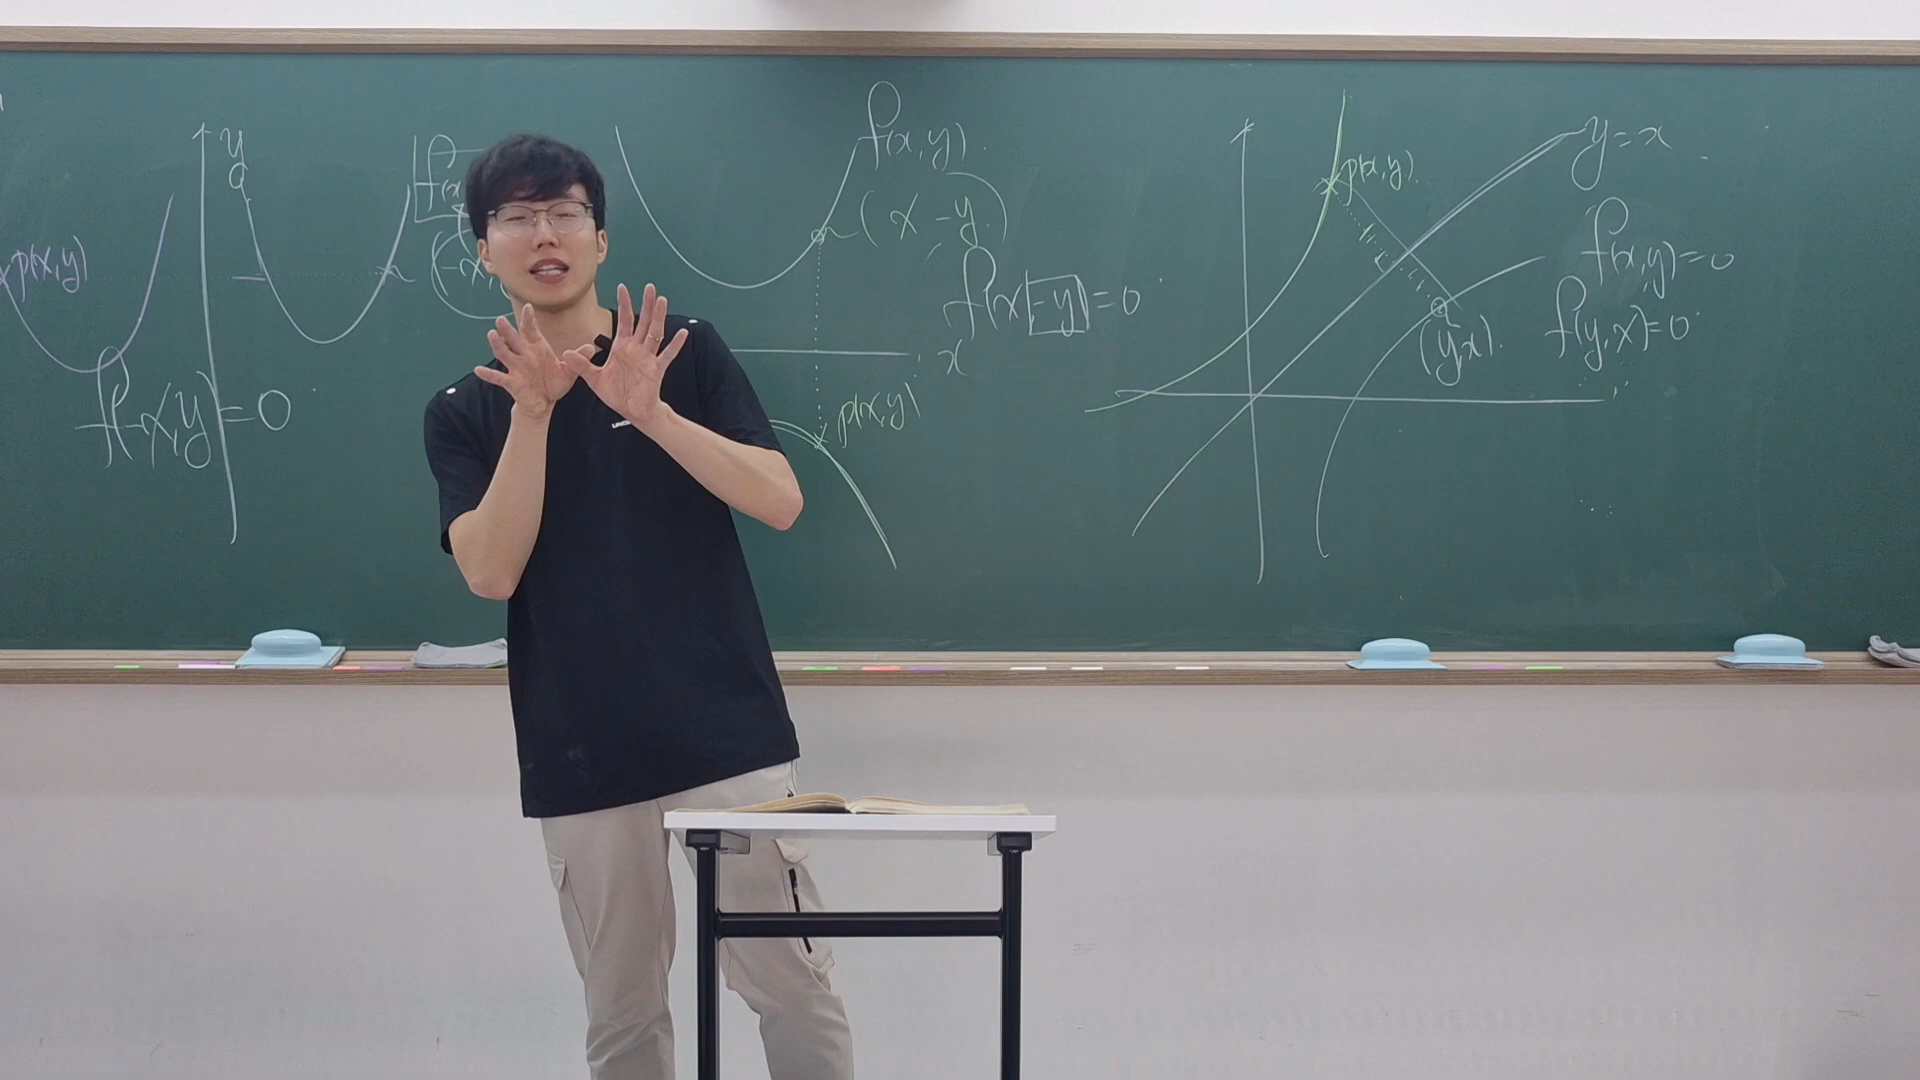 y
p(x,y)
f(-x,y)=0
f(x
(-x,
f(x,y).
(x,-y)
f(x,-y)=0
x
p(x,y)
p(x,y).
y=x
f(x,y)=0
f(y,x)=0
(y,x).